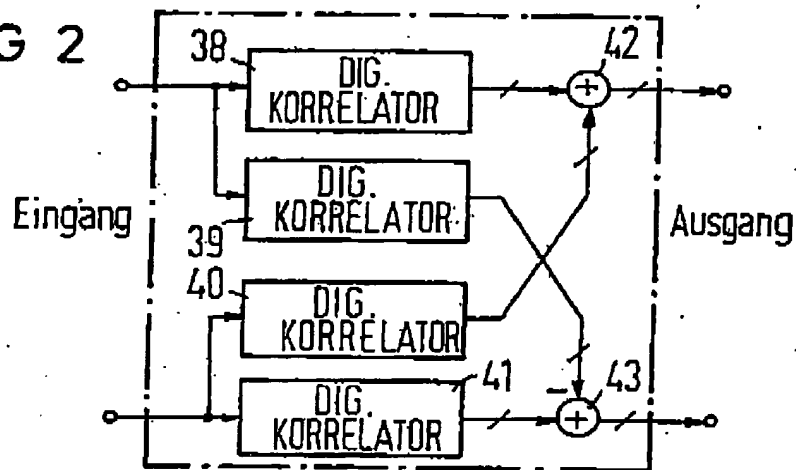 G 2
38
DIG.
KORRELATOR
42
+
DIG.
KORRELATOR
39
Eingang
Ausgang
40
DIG.
KORRELATOR
41
DIG.
KORRELATOR
−
+
43